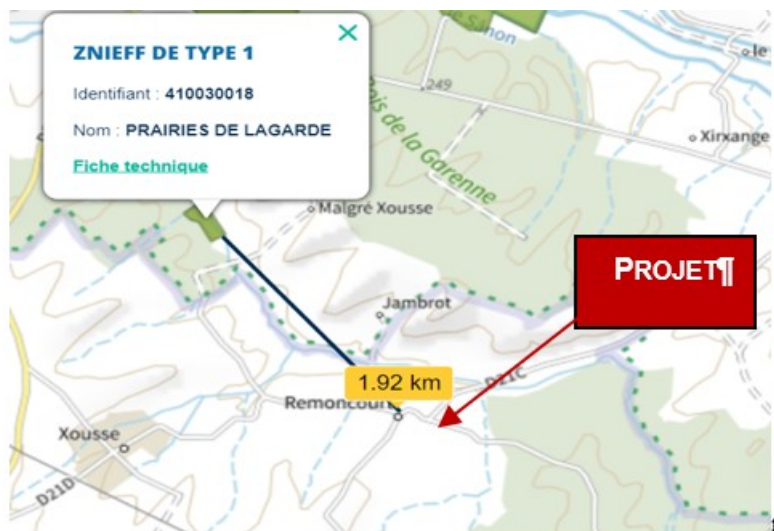 ZNIEFF DE TYPE 1
Identifiant : 410030018
Nom : PRAIRIES DE LAGARDE
Fiche technique
Sanon
le
249
Bois de la Garenne
Xirxange
Malgré Xousse
PROJET¶
Jambrot
1.92 km
D21C
Remoncourt
Xousse
D21D